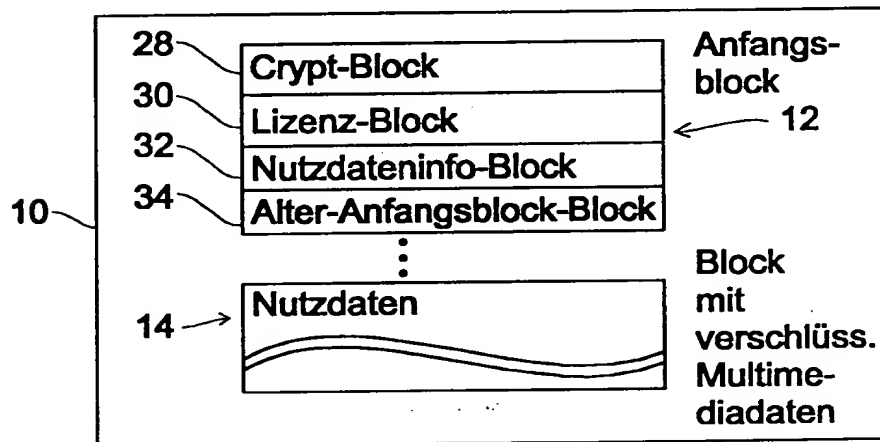 28
Crypt-Block
Anfangs-
block
30
Lizenz-Block
12
32
Nutzdateninfo-Block
10
34
Alter-Anfangsblock-Block
14
Nutzdaten
Block
mit
verschlüss.
Multime-
diadaten